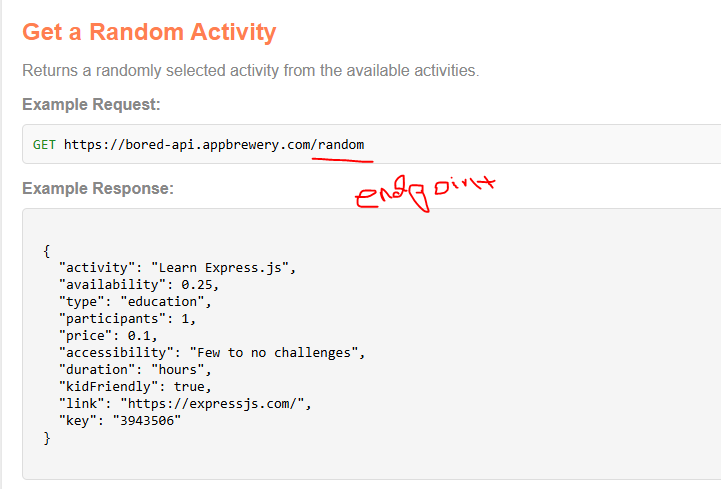 Get a Random Activity
Returns a randomly selected activity from the available activities.
Example Request:
GET https://bored-api.appbrewery.com/random
endpoint
Example Response:
{
"activity": "Learn Express.js",
"availability": 0.25,
"type": "education",
"participants": 1,
"price": 0.1,
"accessibility": "Few to no challenges",
"duration": "hours",
"kidFriendly": true,
"link": "https://expressjs.com/",
"key": "3943506"
}